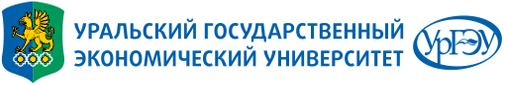 УРАЛЬСКИЙ ГОСУДАРСТВЕННЫЙ
ЭКОНОМИЧЕСКИЙ УНИВЕРСИТЕТ
УрГЭУ